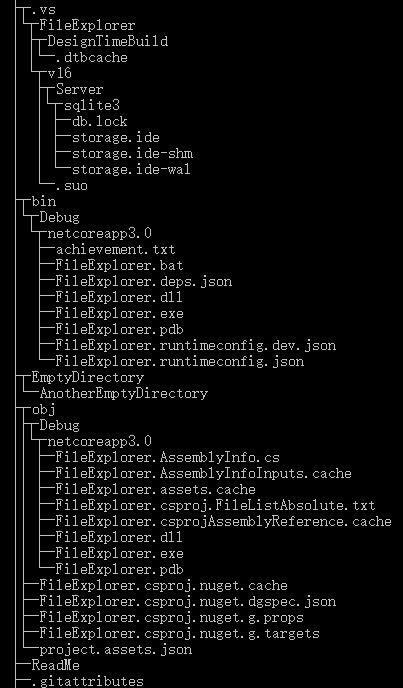 .vs
FileExplorer
DesignTimeBuild
.dtbcache
v16
Server
sqlite3
db.lock
storage.ide
storage.ide-shm
storage.ide-wal
.suo
bin
Debug
netcoreapp3.0
achievement.txt
FileExplorer.bat
FileExplorer.deps.json
FileExplorer.dll
FileExplorer.exe
FileExplorer.pdb
FileExplorer.runtimeconfig.dev.json
FileExplorer.runtimeconfig.json
EmptyDirectory
AnotherEmptyDirectory
obj
Debug
netcoreapp3.0
FileExplorer.AssemblyInfo.cs
FileExplorer.AssemblyInfoInputs.cache
FileExplorer.assets.cache
FileExplorer.csproj.FileListAbsolute.txt
FileExplorer.csprojAssemblyReference.cache
FileExplorer.dll
FileExplorer.exe
FileExplorer.pdb
FileExplorer.csproj.nuget.cache
FileExplorer.csproj.nuget.dgspec.json
FileExplorer.csproj.nuget.g.props
FileExplorer.csproj.nuget.g.targets
project.assets.json
ReadMe
.gitattributes